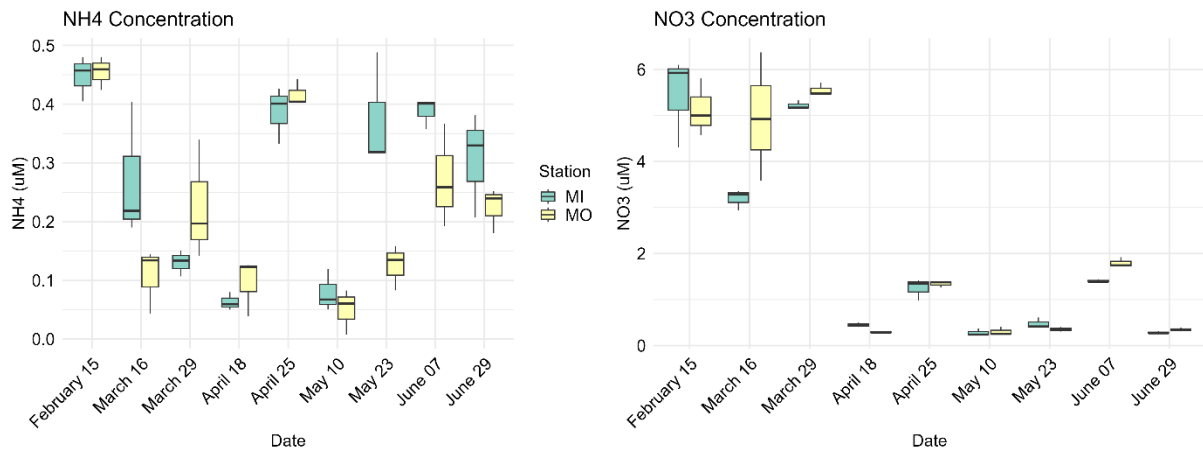 NH4 Concentration
NH4 (uM)
0.5
0.4
0.3
0.2
0.1
0.0
February 15
March 16
March 29
April 18
April 25
May 10
May 23
June 07
June 29
Date
Station
MI
MO
NO3 Concentration
NO3 (uM)
6
4
2
0
February 15
March 16
March 29
April 18
April 25
May 10
May 23
June 07
June 29
Date